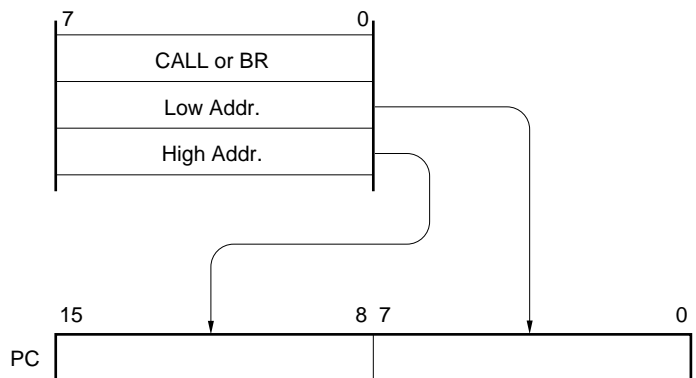 7 0
CALL or BR
Low Addr.
High Addr.
15 8 7 0
PC